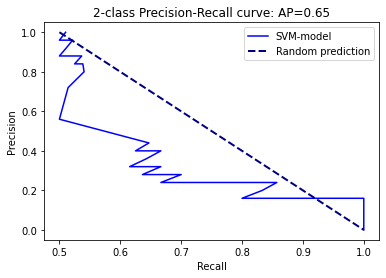 2-class Precision-Recall curve: AP=0.65
SVM-model
Random prediction
Precision
1.0
0.8
0.6
0.4
0.2
0.0
0.5
0.6
0.7
0.8
0.9
1.0
Recall